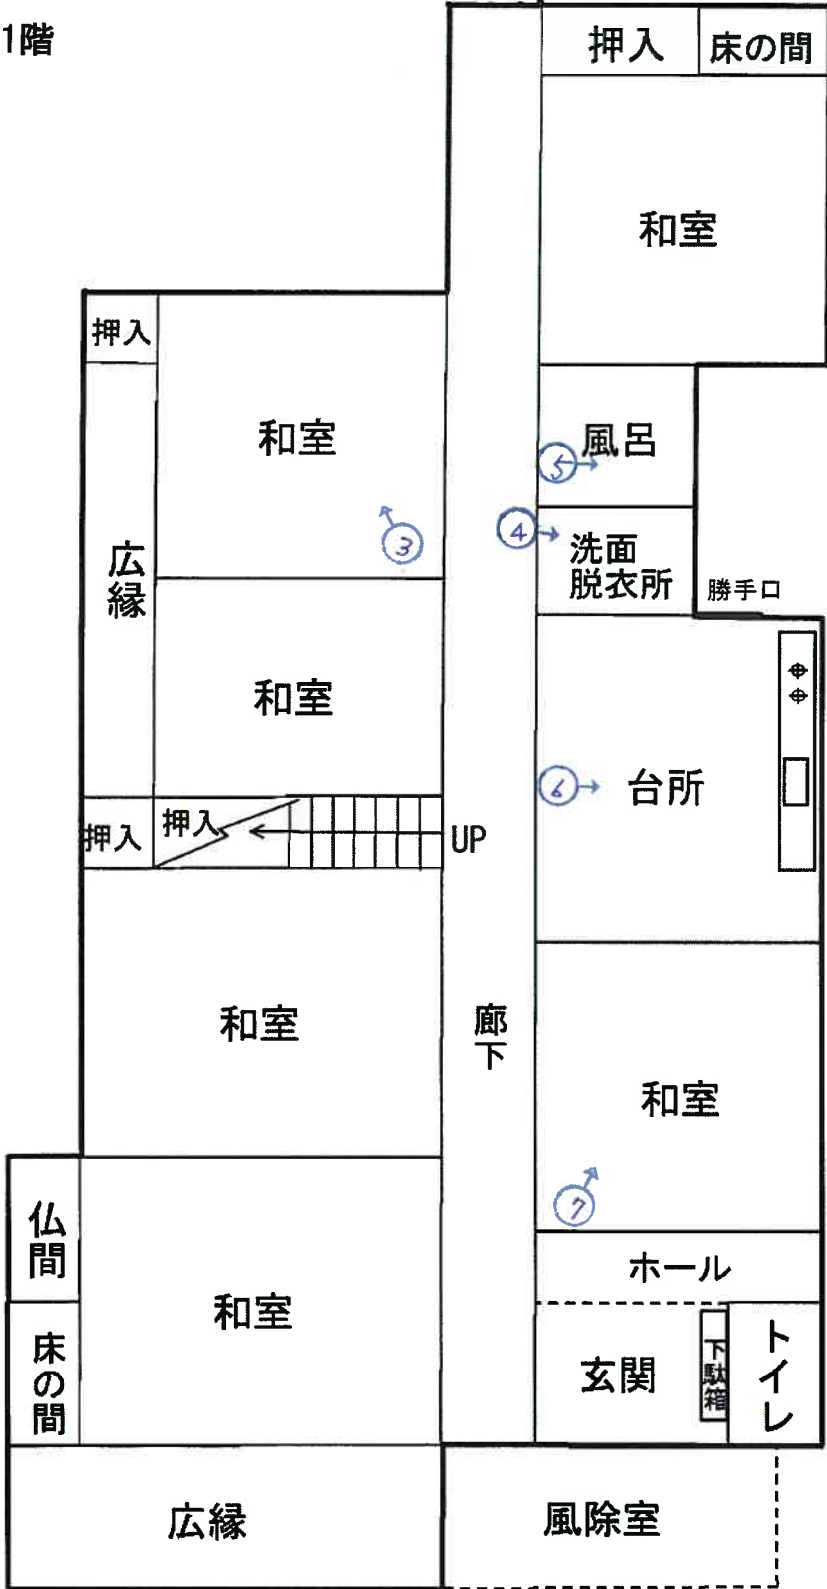 1階
押入
床の間
和室
押入
和室
風呂
⑤
③
④
広縁
洗面
脱衣所
勝手口
和室
⑥
台所
押入
押入
UP
和室
廊下
和室
⑦
仏間
ホール
和室
床の間
玄関
下駄箱
トイレ
広縁
風除室